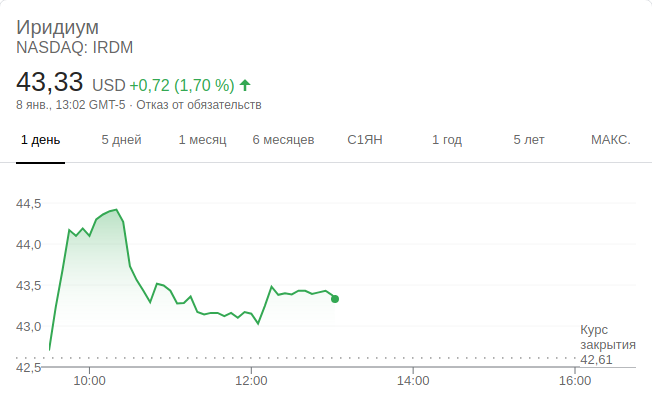 Иридиум
NASDAQ: IRDM
43,33 USD +0,72 (1,70 %)
8 янв., 13:02 GMT-5 · Отказ от обязательств
1 день 5 дней 1 месяц 6 месяцев С1ЯН 1 год 5 лет МАКС.
44,5
44,0
43,5
43,0
Курс
закрытия
42,61
42,5
10:00 12:00 14:00 16:00